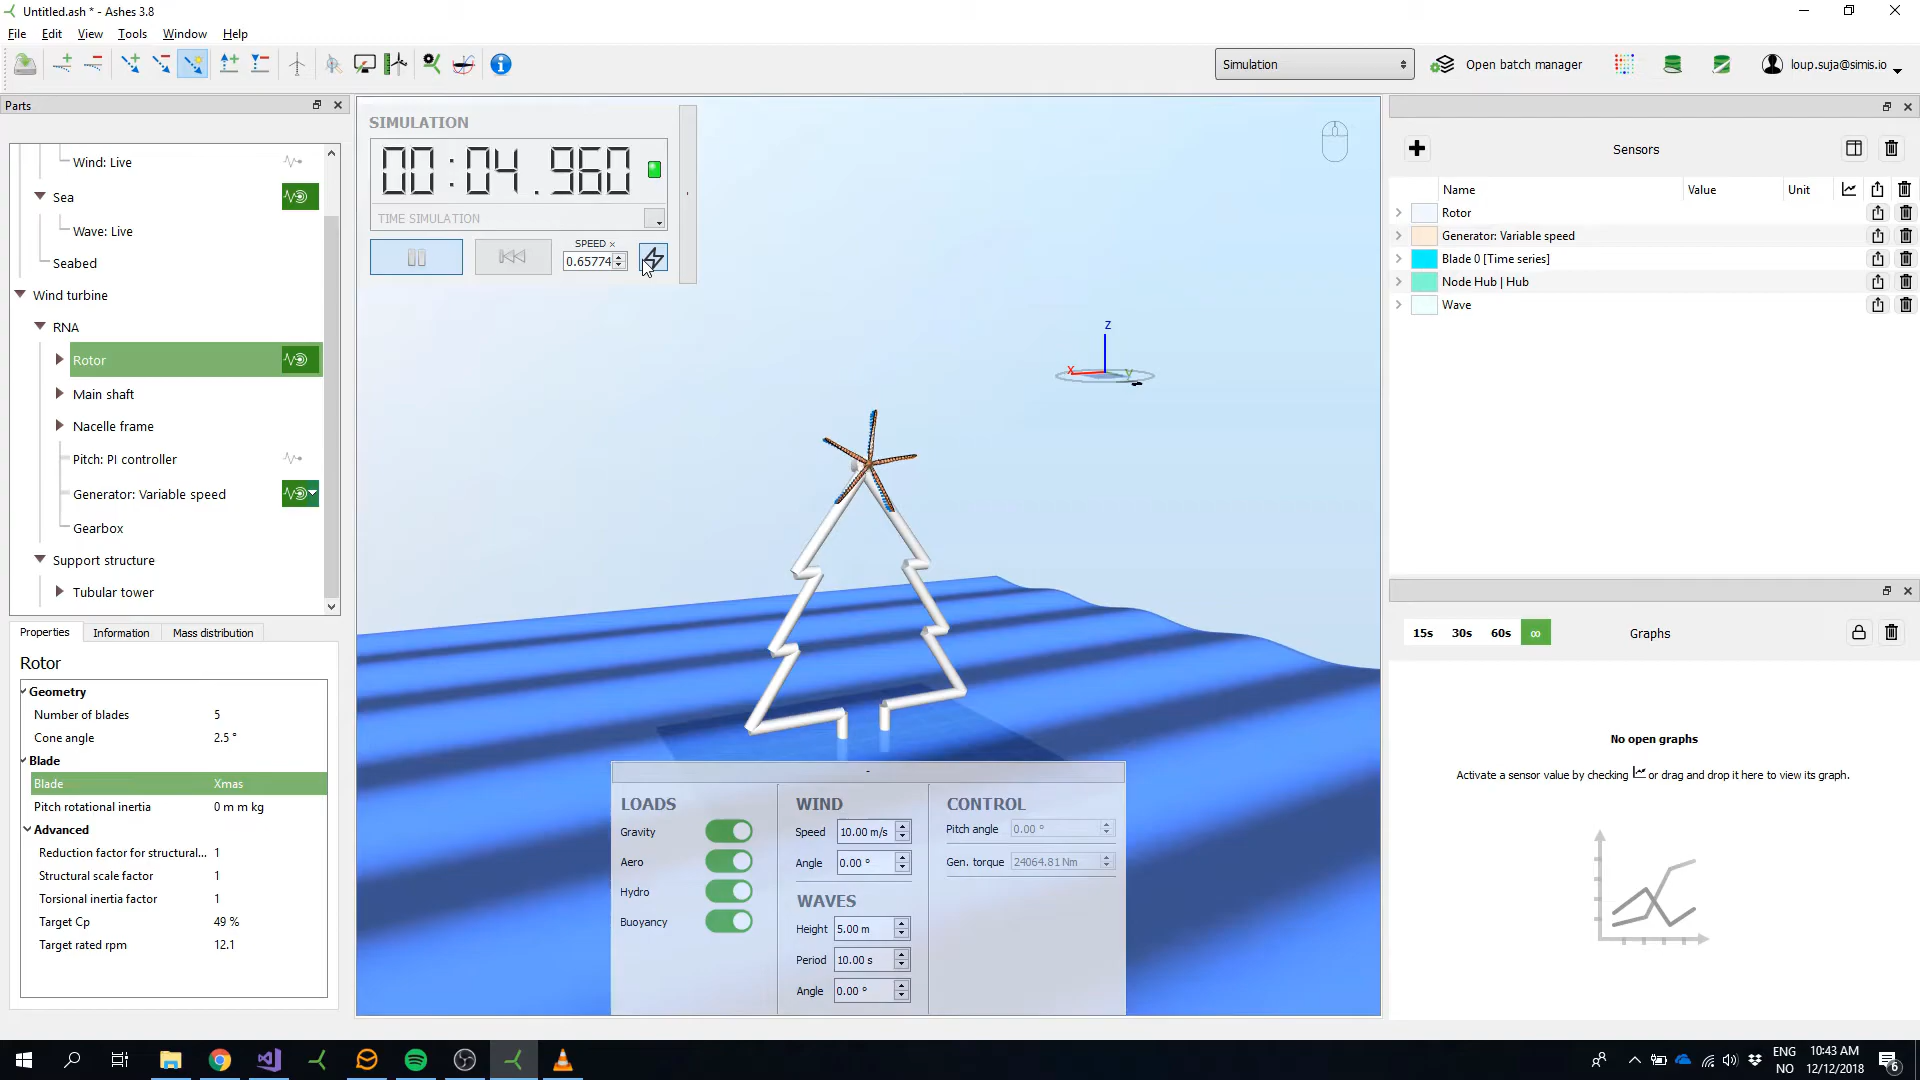 Untitled.ash * - Ashes 3.8
File Edit View Tools Window Help
Simulation
Open batch manager
loup.suja@simis.io
Parts
Wind: Live
Sea
Wave: Live
Seabed
Wind turbine
RNA
Rotor
Main shaft
Nacelle frame
Pitch: PI controller
Generator: Variable speed
Gearbox
Support structure
Tubular tower
Properties Information Mass distribution
Rotor
Geometry
Number of blades 5
Cone angle 2.5 °
Blade
Blade Xmas
Pitch rotational inertia 0 m m kg
Advanced
Reduction factor for structural... 1
Structural scale factor 1
Torsional inertia factor 1
Target Cp 49 %
Target rated rpm 12.1
SIMULATION
00:04.960
TIME SIMULATION
SPEED ×
0.65774
Z
X
Y
-
LOADS
Gravity
Aero
Hydro
Buoyancy
WIND
Speed 10.00 m/s
Angle 0.00 °
WAVES
Height 5.00 m
Period 10.00 s
Angle 0.00 °
CONTROL
Pitch angle 0.00 °
Gen. torque 24064.81 Nm
Sensors
Name Value Unit
Rotor
Generator: Variable speed
Blade 0 [Time series]
Node Hub | Hub
Wave
15s 30s 60s ∞ Graphs
No open graphs
Activate a sensor value by checking or drag and drop it here to view its graph.
ENG
NO
10:43 AM
12/12/2018
6